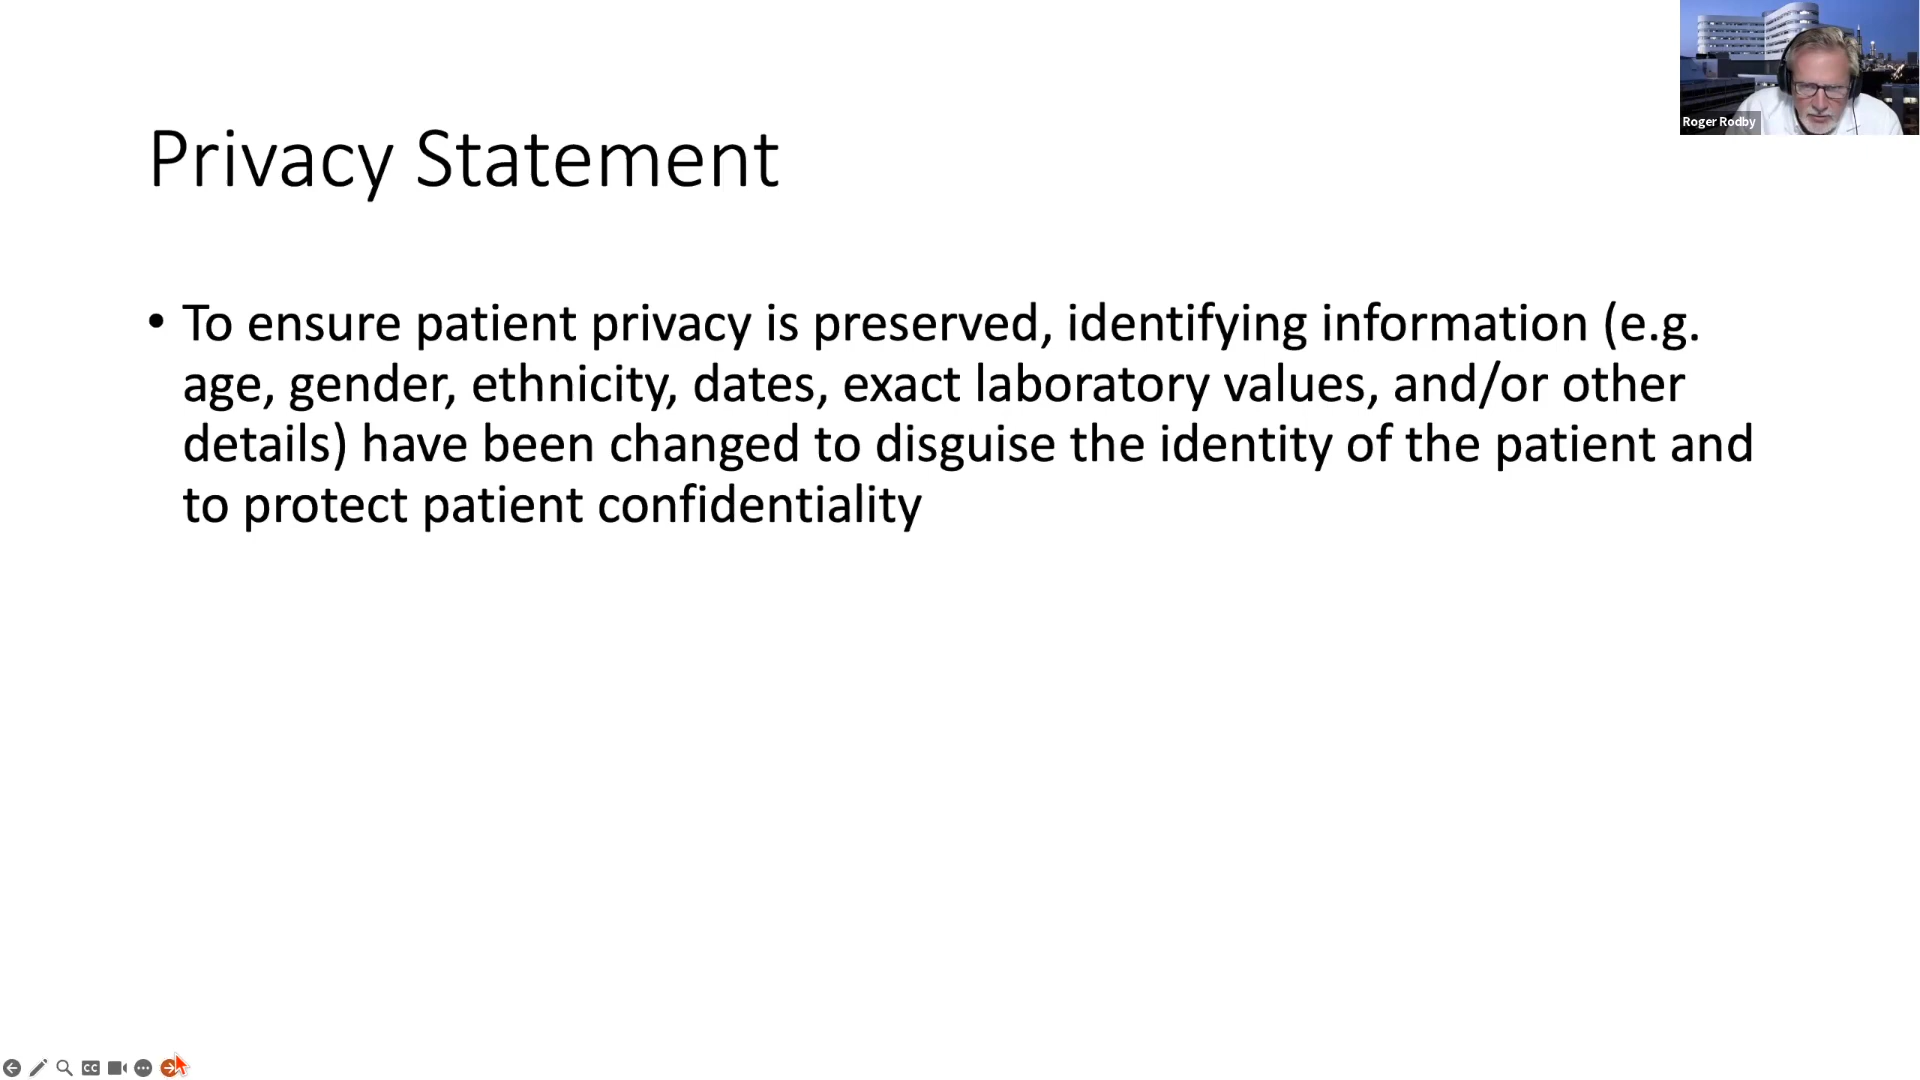 Roger Rodby
Privacy Statement
• To ensure patient privacy is preserved, identifying information (e.g.
age, gender, ethnicity, dates, exact laboratory values, and/or other
details) have been changed to disguise the identity of the patient and
to protect patient confidentiality
CC